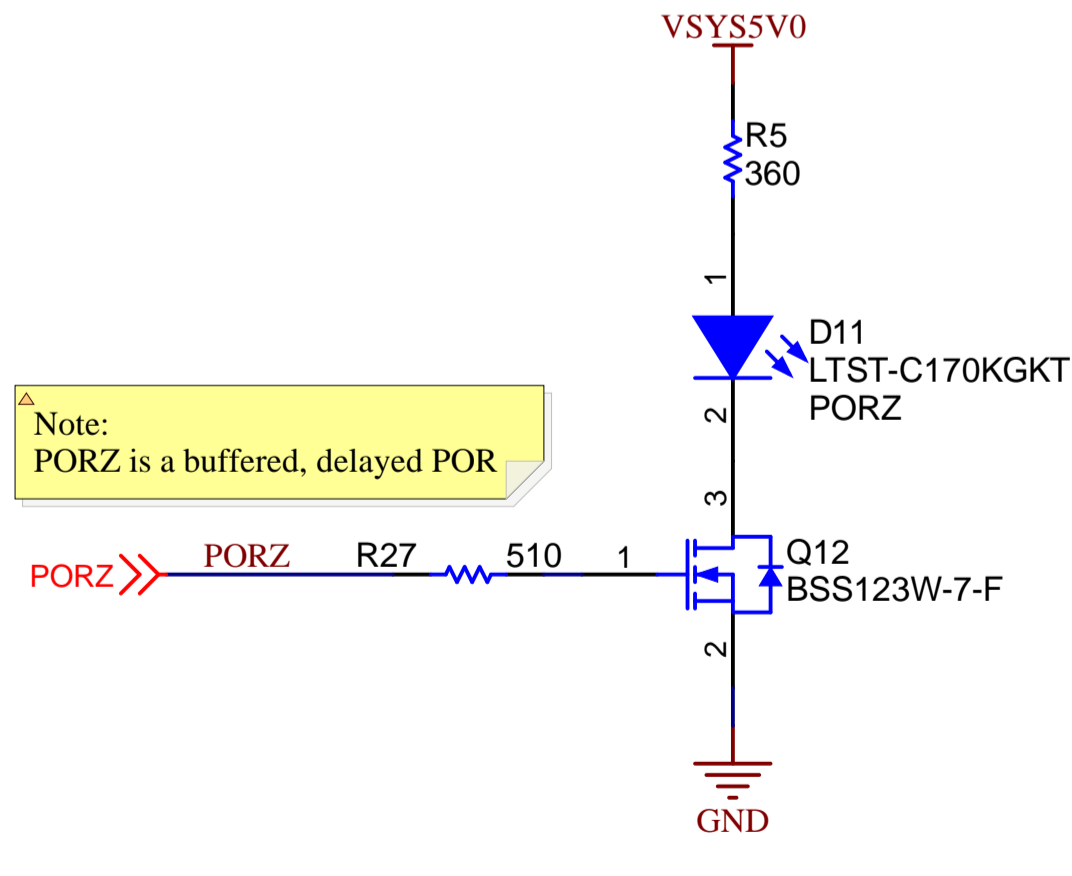 VSYS5V0
R5
360
1
D11
LTST-C170KGKT
PORZ
2
Note:
PORZ is a buffered, delayed POR
3
PORZ
PORZ
R27
510
1
Q12
BSS123W-7-F
2
GND